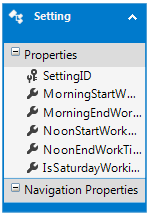 Setting
Properties
SettingID
MorningStartW...
MorningEndWor...
NoonStartWork...
NoonEndWorkTi...
IsSaturdayWorki...
Navigation Properties